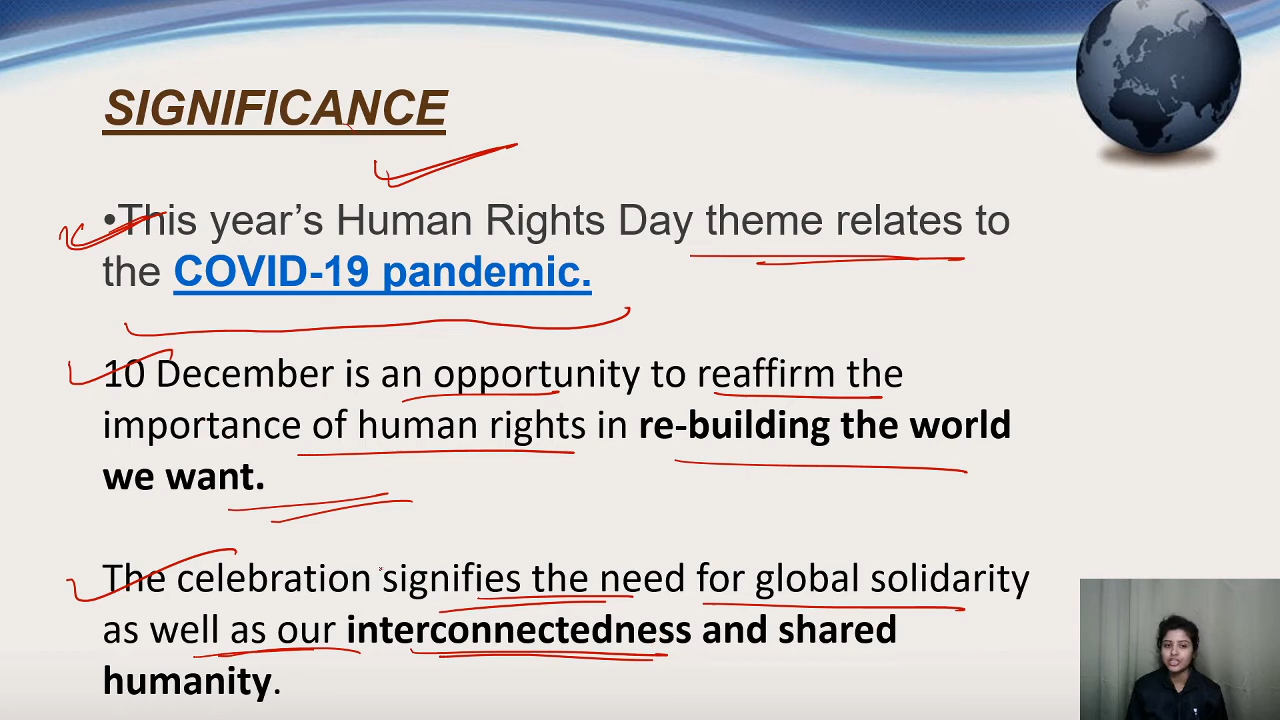 SIGNIFICANCE
•This year’s Human Rights Day theme relates to
the COVID-19 pandemic.
10 December is an opportunity to reaffirm the
importance of human rights in re-building the world
we want.
The celebration signifies the need for global solidarity
as well as our interconnectedness and shared
humanity.